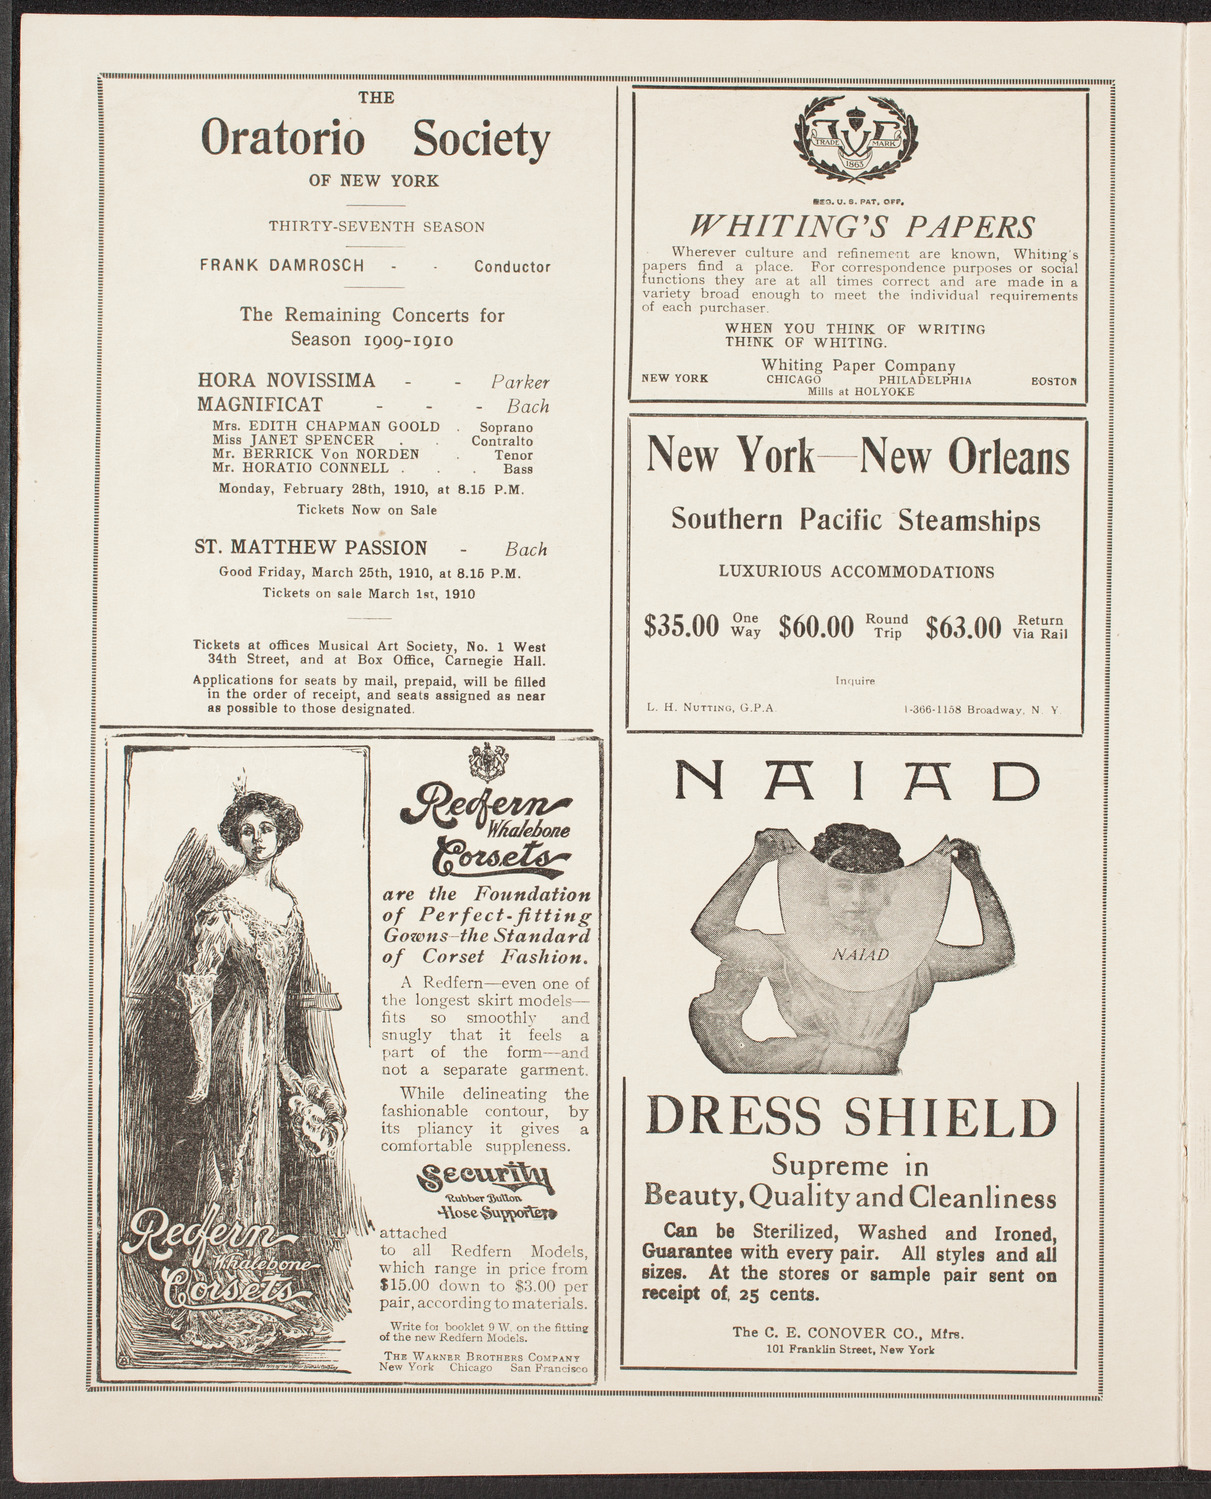 THE
Oratorio Society
OF NEW YORK
THIRTY-SEVENTH SEASON
FRANK DAMROSCH - - Conductor
The Remaining Concerts for
Season 1909-1910
HORA NOVISSIMA - - Parker
MAGNIFICAT - - - Bach
Mrs. EDITH CHAPMAN GOOLD . Soprano
Miss JANET SPENCER . . Contralto
Mr. BERRICK Von NORDEN . Tenor
Mr. HORATIO CONNELL . . . Bass
Monday, February 28th, 1910, at 8.15 P.M.
Tickets Now on Sale
ST. MATTHEW PASSION - Bach
Good Friday, March 25th, 1910, at 8.15 P.M.
Tickets on sale March 1st, 1910
Tickets at offices Musical Art Society, No. 1 West
34th Street, and at Box Office, Carnegie Hall.
Applications for seats by mail, prepaid, will be filled
in the order of receipt, and seats assigned as near
as possible to those designated.
Redfern
Whalebone
Corsets
Redfern
Whalebone
Corsets
are the Foundation
of Perfect-fitting
Gowns—the Standard
of Corset Fashion.
A Redfern—even one of
the longest skirt models—
fits so smoothly and
snugly that it feels a
part of the form—and
not a separate garment.
While delineating the
fashionable contour, by
its pliancy it gives a
comfortable suppleness.
Security
Rubber Button
Hose Supporters
attached
to all Redfern Models,
which range in price from
$15.00 down to $3.00 per
pair, according to materials.
Write for booklet 9 W. on the fitting
of the new Redfern Models.
THE WARNER BROTHERS COMPANY
New York Chicago San Francisco
TRADE MARK
1865
REG. U. S. PAT. OFF.
WHITING'S PAPERS
Wherever culture and refinement are known, Whiting's
papers find a place. For correspondence purposes or social
functions they are at all times correct and are made in a
variety broad enough to meet the individual requirements
of each purchaser.
WHEN YOU THINK OF WRITING
THINK OF WHITING.
Whiting Paper Company
NEW YORK CHICAGO PHILADELPHIA BOSTON
Mills at HOLYOKE
New York—New Orleans
Southern Pacific Steamships
LUXURIOUS ACCOMMODATIONS
$35.00 One Way $60.00 Round Trip $63.00 Return Via Rail
Inquire
L. H. NUTTING, G.P.A. 1-366-1158 Broadway, N. Y.
NAIAD
NAIAD
DRESS SHIELD
Supreme in
Beauty, Quality and Cleanliness
Can be Sterilized, Washed and Ironed,
Guarantee with every pair. All styles and all
sizes. At the stores or sample pair sent on
receipt of, 25 cents.
The C. E. CONOVER CO., Mfrs.
101 Franklin Street, New York